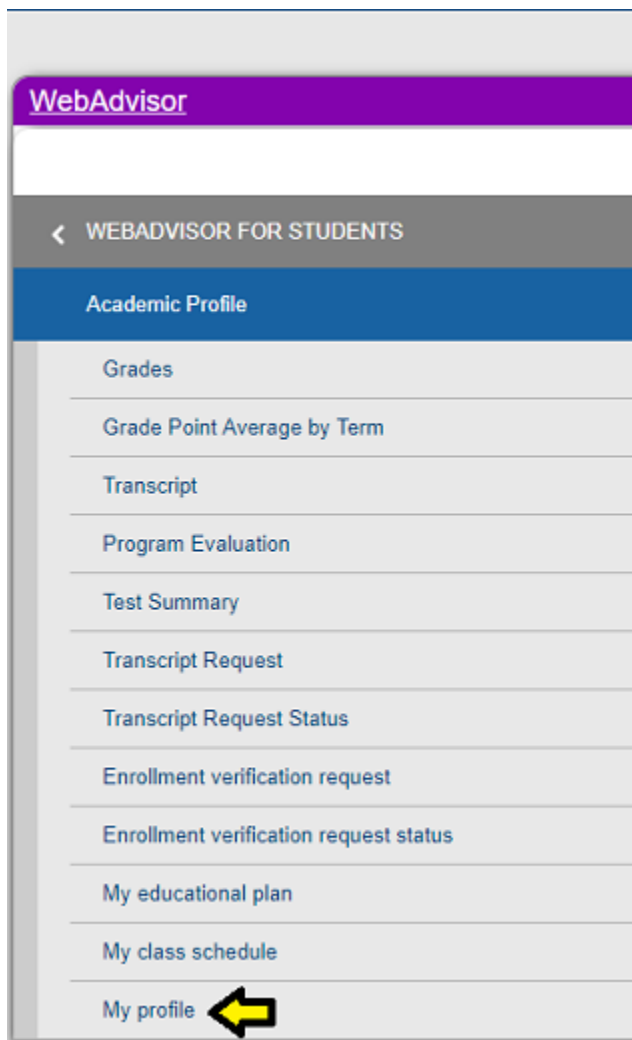 WebAdvisor
WEBADVISOR FOR STUDENTS
Academic Profile
Grades
Grade Point Average by Term
Transcript
Program Evaluation
Test Summary
Transcript Request
Transcript Request Status
Enrollment verification request
Enrollment verification request status
My educational plan
My class schedule
My profile